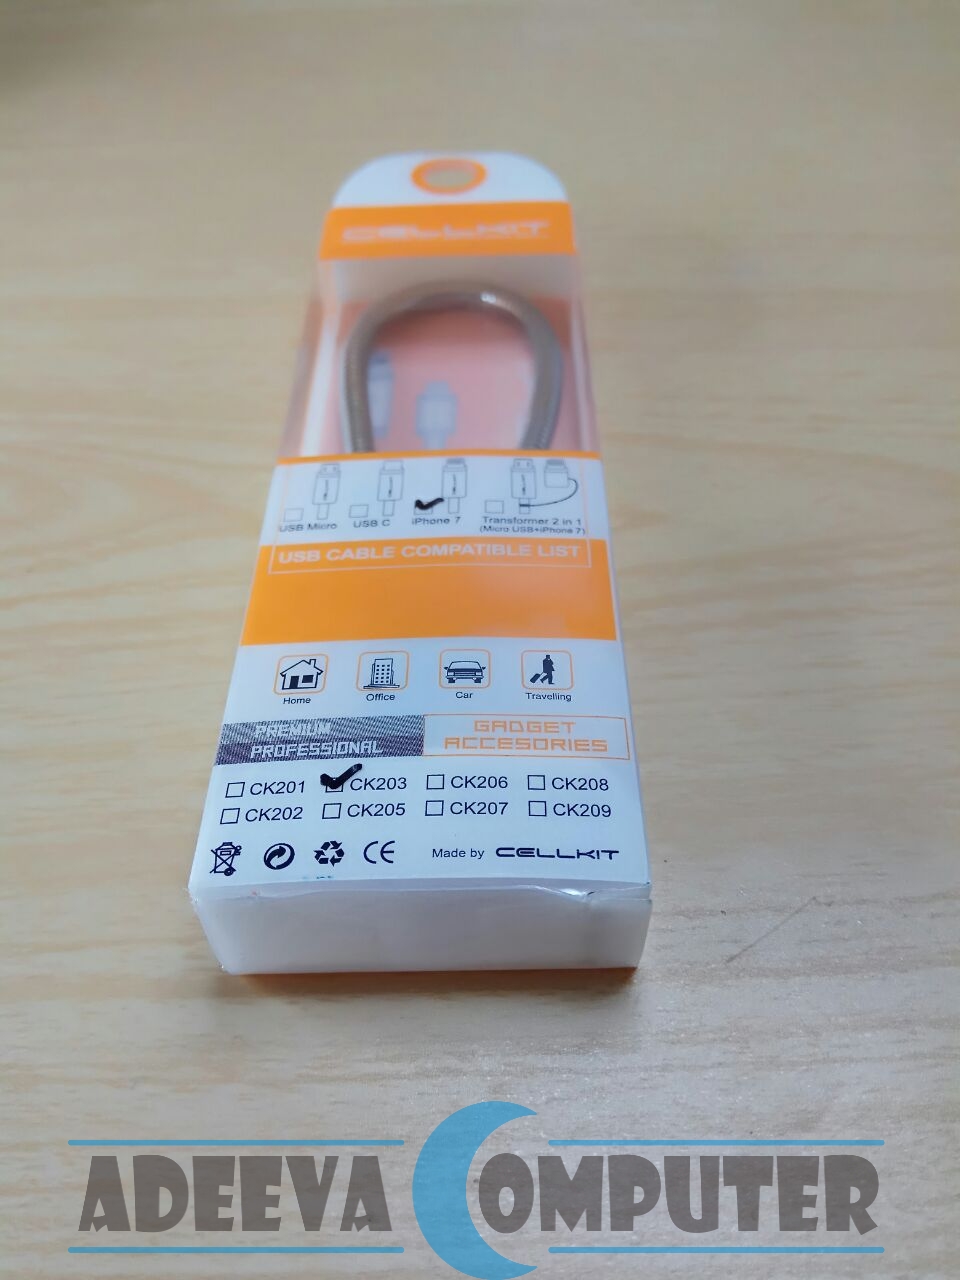 CELLKIT
USB Micro
USB C
iPhone 7
Transformer 2 in 1
(Micro USB+iPhone 7)
USB CABLE COMPATIBLE LIST
Home
Office
Car
Travelling
PREMIUM
PROFESSIONAL
GADGET
ACCESORIES
CK201 CK203 CK206 CK208
CK202 CK205 CK207 CK209
CE Made by CELLKIT
ADEEVA COMPUTER